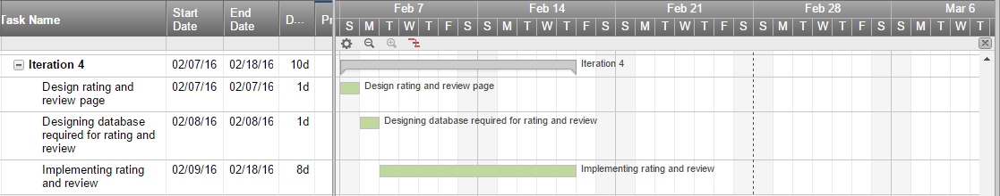 Feb 7 Feb 14 Feb 21 Feb 28 Mar 6
Task Name Start Date End Date D... Pr
S M T W T F S S M T W T F S S M T W T F S S M T W T F S S M T W T
Iteration 4 02/07/16 02/18/16 10d Iteration 4
Design rating and 02/07/16 02/07/16 1d Design rating and review page
review page
Designing database 02/08/16 02/08/16 1d Designing database required for rating and review
required for rating and
review
Implementing rating 02/09/16 02/18/16 8d Implementing rating and review
and review